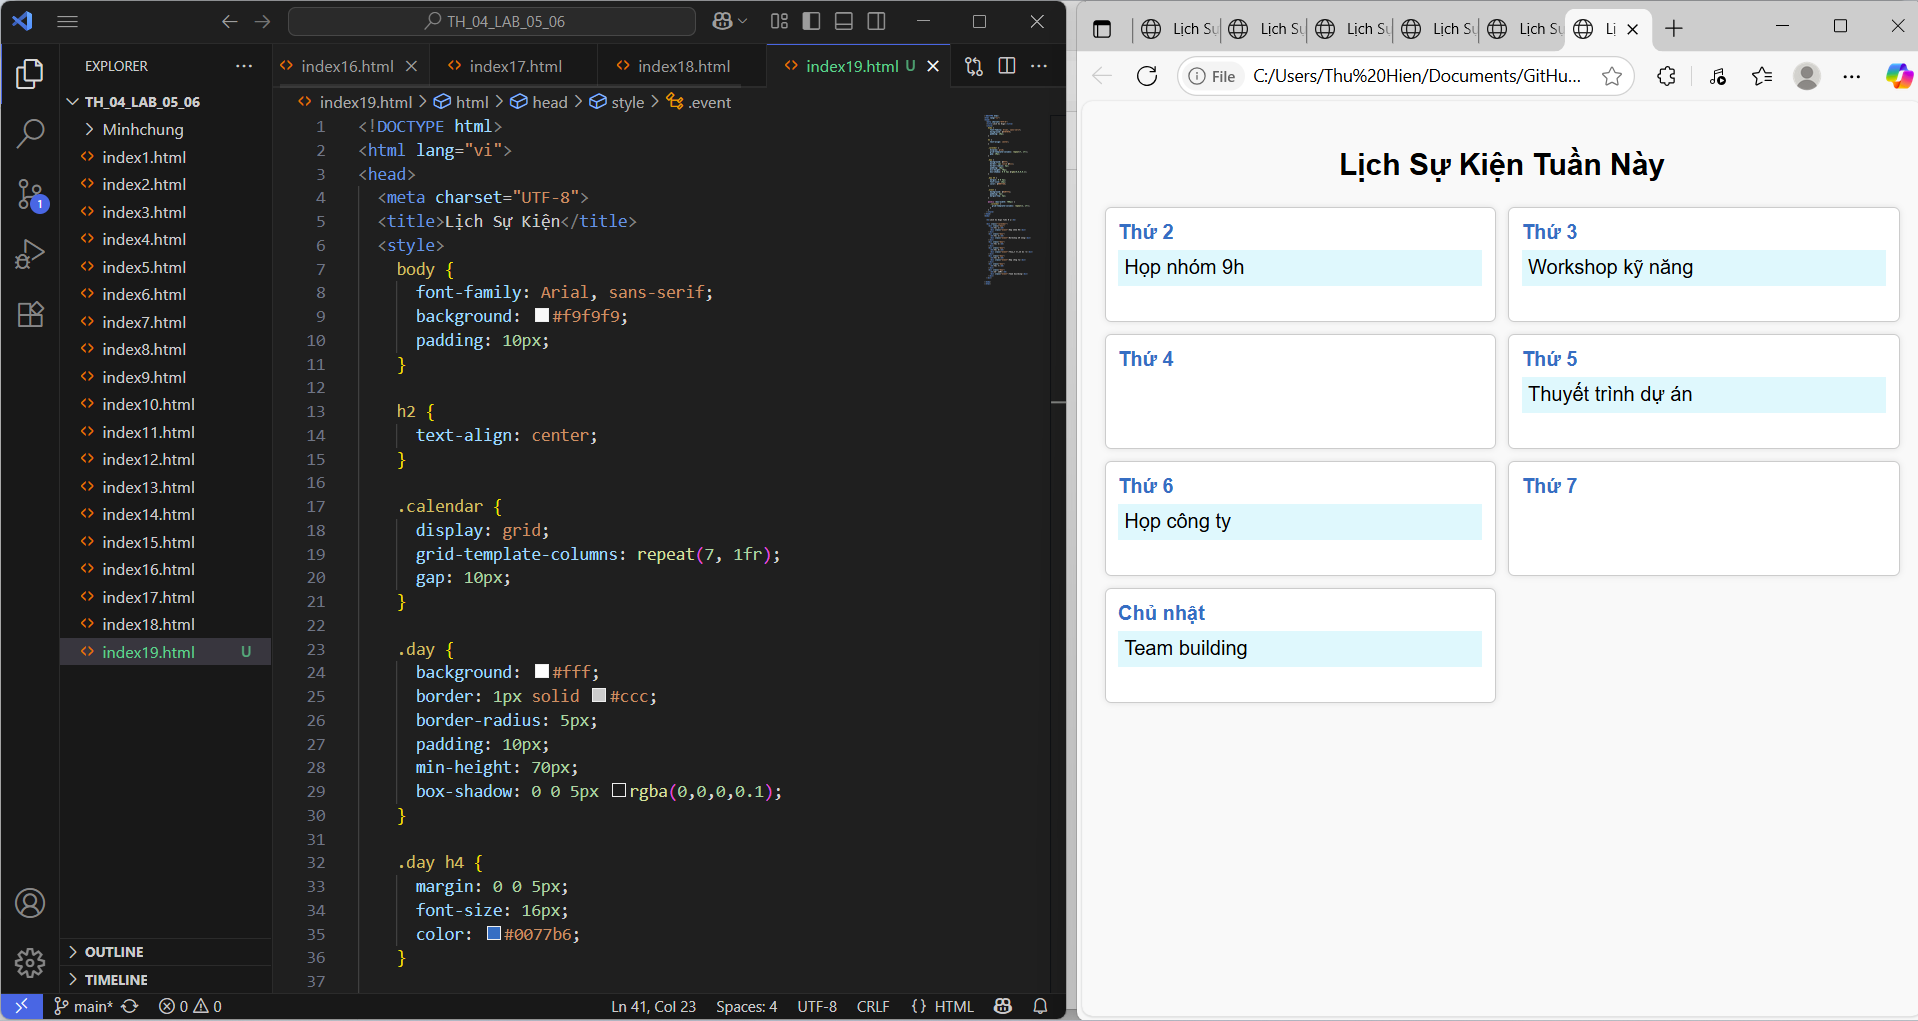 TH_04_LAB_05_06
EXPLORER
index16.html
index17.html
index18.html
index19.html U
TH_04_LAB_05_06
Minhchung
index1.html
index2.html
index3.html
index4.html
index5.html
index6.html
index7.html
index8.html
index9.html
index10.html
index11.html
index12.html
index13.html
index14.html
index15.html
index16.html
index17.html
index18.html
index19.html U
OUTLINE
TIMELINE
1
index19.html > html > head > style > .event
1 <!DOCTYPE html>
2 <html lang="vi">
3 <head>
4 <meta charset="UTF-8">
5 <title>Lịch Sự Kiện</title>
6 <style>
7 body {
8 font-family: Arial, sans-serif;
9 background: #f9f9f9;
10 padding: 10px;
11 }
12
13 h2 {
14 text-align: center;
15 }
16
17 .calendar {
18 display: grid;
19 grid-template-columns: repeat(7, 1fr);
20 gap: 10px;
21 }
22
23 .day {
24 background: #fff;
25 border: 1px solid #ccc;
26 border-radius: 5px;
27 padding: 10px;
28 min-height: 70px;
29 box-shadow: 0 0 5px rgba(0,0,0,0.1);
30 }
31
32 .day h4 {
33 margin: 0 0 5px;
34 font-size: 16px;
35 color: #0077b6;
36 }
37
main* 0 0
Ln 41, Col 23 Spaces: 4 UTF-8 CRLF {} HTML
Lịch Sự Lịch Sự Lịch Sự Lịch Sự Lịch Sự Lị
File C:/Users/Thu%20Hien/Documents/GitHu...
Lịch Sự Kiện Tuần Này
Thứ 2
Họp nhóm 9h
Thứ 3
Workshop kỹ năng
Thứ 4
Thứ 5
Thuyết trình dự án
Thứ 6
Họp công ty
Thứ 7
Chủ nhật
Team building